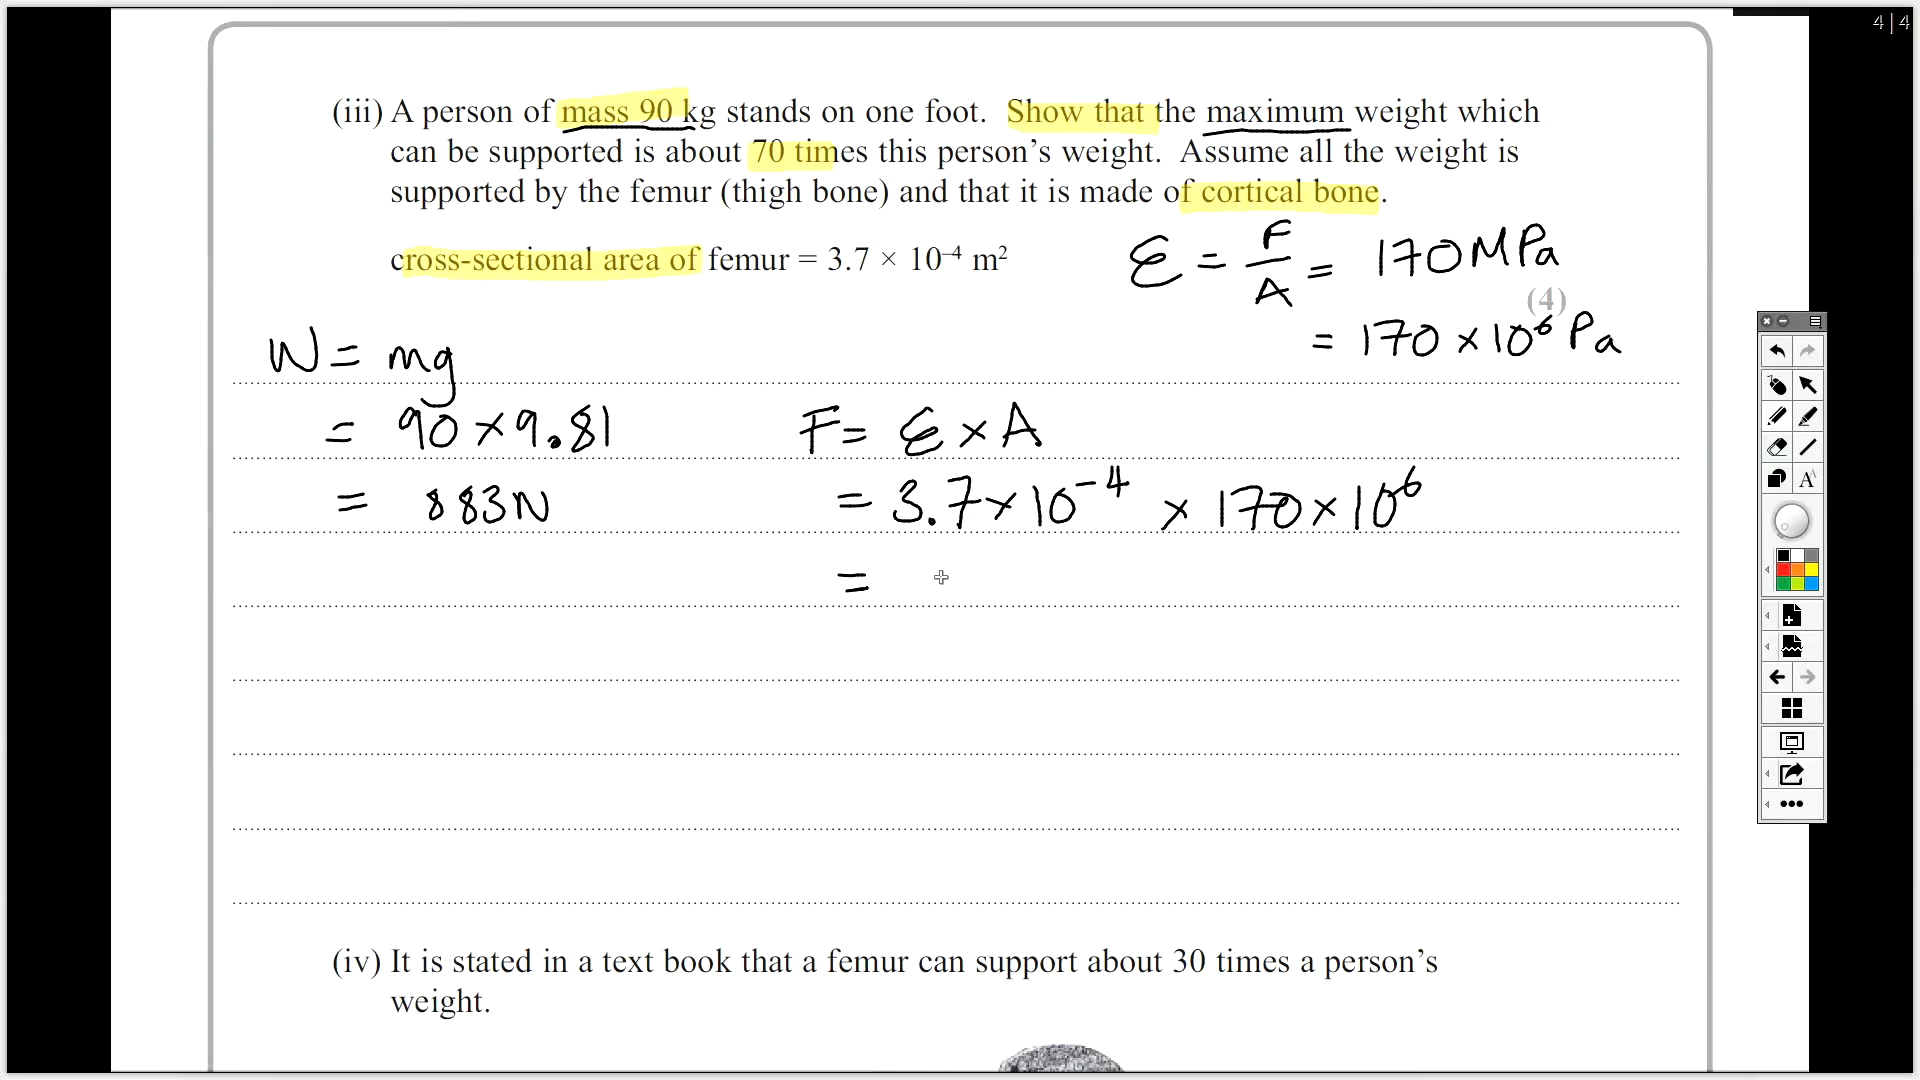 4|4
(iii) A person of mass 90 kg stands on one foot. Show that the maximum weight which
can be supported is about 70 times this person's weight. Assume all the weight is
supported by the femur (thigh bone) and that it is made of cortical bone.
cross-sectional area of femur = 3.7 × 10⁻⁴ m²
Ɛ = F/A = 170MPa
(4)
= 170 × 10⁶ Pa
W = mg
= 90 × 9.81
= 883N
F = Ɛ × A
= 3.7 × 10⁻⁴ × 170 × 10⁶
=
(iv) It is stated in a text book that a femur can support about 30 times a person's
weight.